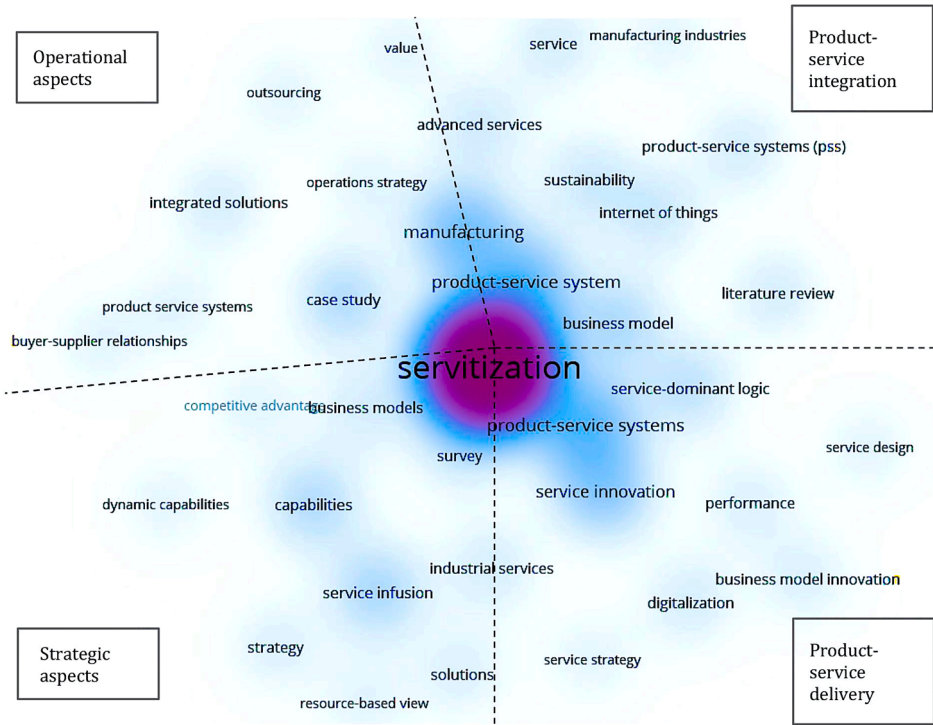 Operational
aspects
value
service
manufacturing industries
Product-
service
integration
outsourcing
advanced services
product-service systems (pss)
operations strategy
sustainability
integrated solutions
internet of things
manufacturing
product-service system
literature review
case study
product service systems
business model
buyer-supplier relationships
servitization
service-dominant logic
competitive advantage
business models
product-service systems
survey
service design
service innovation
dynamic capabilities
capabilities
performance
industrial services
business model innovation
service infusion
digitalization
Strategic
aspects
strategy
service strategy
solutions
resource-based view
Product-
service
delivery